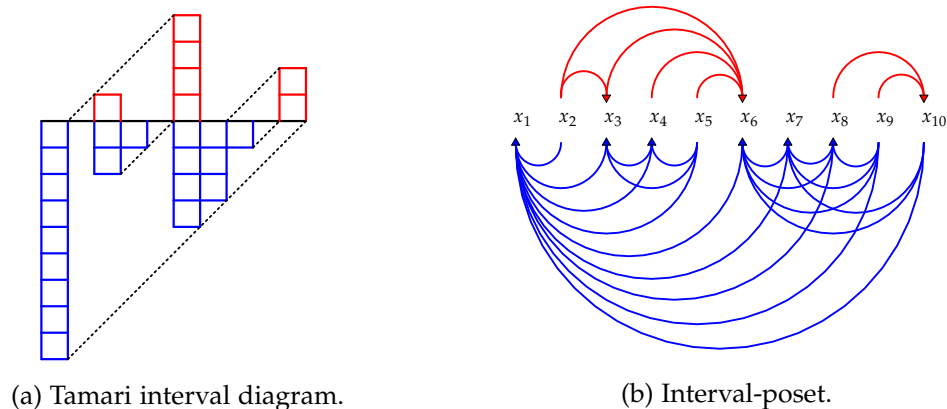 x₁ x₂ x₃ x₄ x₅ x₆ x₇ x₈ x₉ x₁₀
(a) Tamari interval diagram.
(b) Interval-poset.